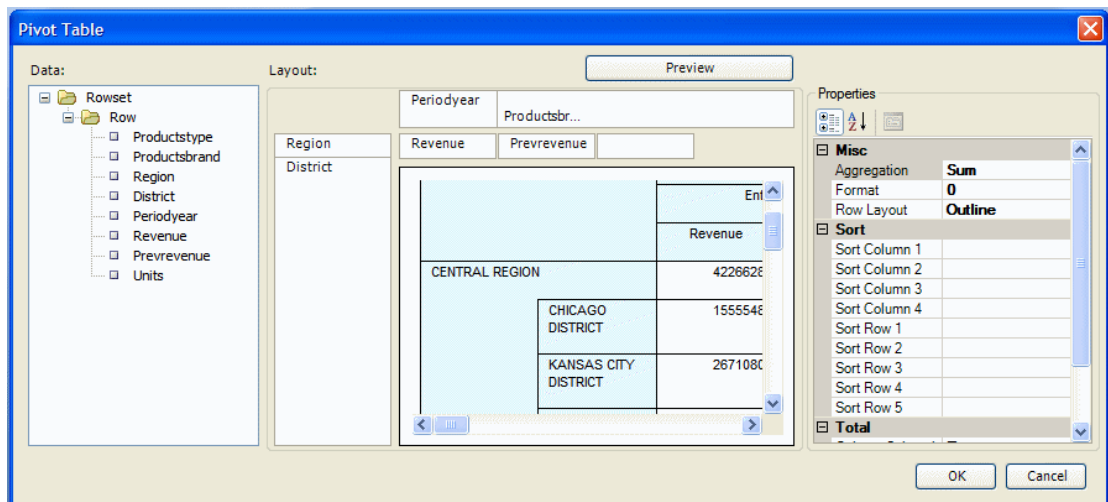 Pivot Table
Data:
Layout:
Preview
Rowset
Row
Productstype
Productsbrand
Region
District
Periodyear
Revenue
Prevrevenue
Units
Periodyear
Productsbr...
Region
District
Revenue
Prevrevenue
Ent
Revenue
CENTRAL REGION
4226628
CHICAGO
DISTRICT
1555548
KANSAS CITY
DISTRICT
2671080
Properties
Misc
Aggregation Sum
Format 0
Row Layout Outline
Sort
Sort Column 1
Sort Column 2
Sort Column 3
Sort Column 4
Sort Row 1
Sort Row 2
Sort Row 3
Sort Row 4
Sort Row 5
Total
OK
Cancel